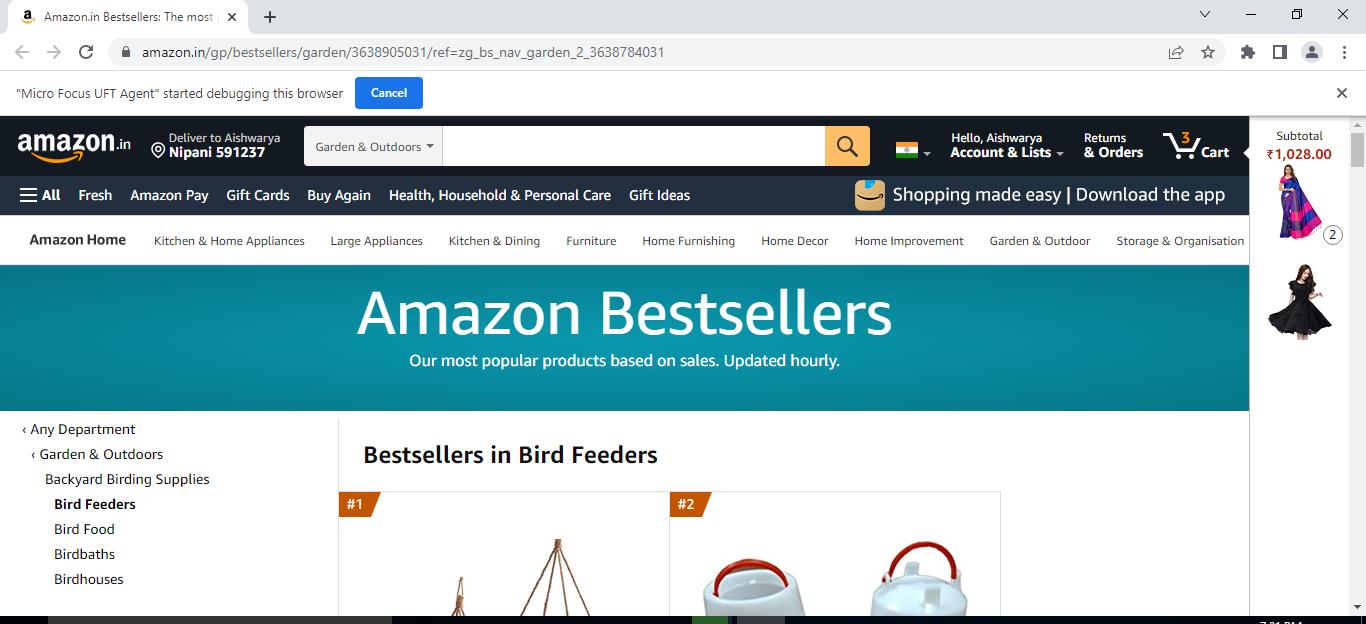 Amazon.in Bestsellers: The most
amazon.in/gp/bestsellers/garden/3638905031/ref=zg_bs_nav_garden_2_3638784031
"Micro Focus UFT Agent" started debugging this browser
Cancel
amazon.in
Deliver to Aishwarya
Nipani 591237
Garden & Outdoors
Hello, Aishwarya
Account & Lists
Returns
& Orders
3
Cart
Subtotal
₹1,028.00
All
Fresh
Amazon Pay
Gift Cards
Buy Again
Health, Household & Personal Care
Gift Ideas
Shopping made easy | Download the app
2
Amazon Home
Kitchen & Home Appliances
Large Appliances
Kitchen & Dining
Furniture
Home Furnishing
Home Decor
Home Improvement
Garden & Outdoor
Storage & Organisation
Amazon Bestsellers
Our most popular products based on sales. Updated hourly.
‹ Any Department
‹ Garden & Outdoors
Backyard Birding Supplies
Bird Feeders
Bird Food
Birdbaths
Birdhouses
Bestsellers in Bird Feeders
#1
#2